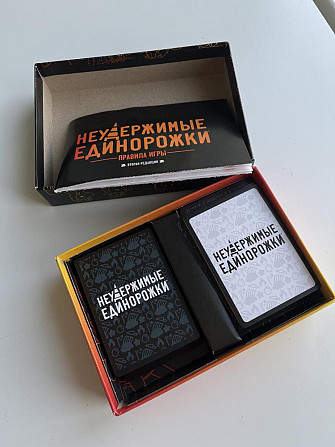 НЕУДЕРЖИМЫЕ
ЕДИНОРОЖКИ
ПРАВИЛА ИГРЫ
ВТОРАЯ РЕДАКЦИЯ
НЕУДЕРЖИМЫЕ
ЕДИНОРОЖКИ
НЕУДЕРЖИМЫЕ
ЕДИНОРОЖКИ